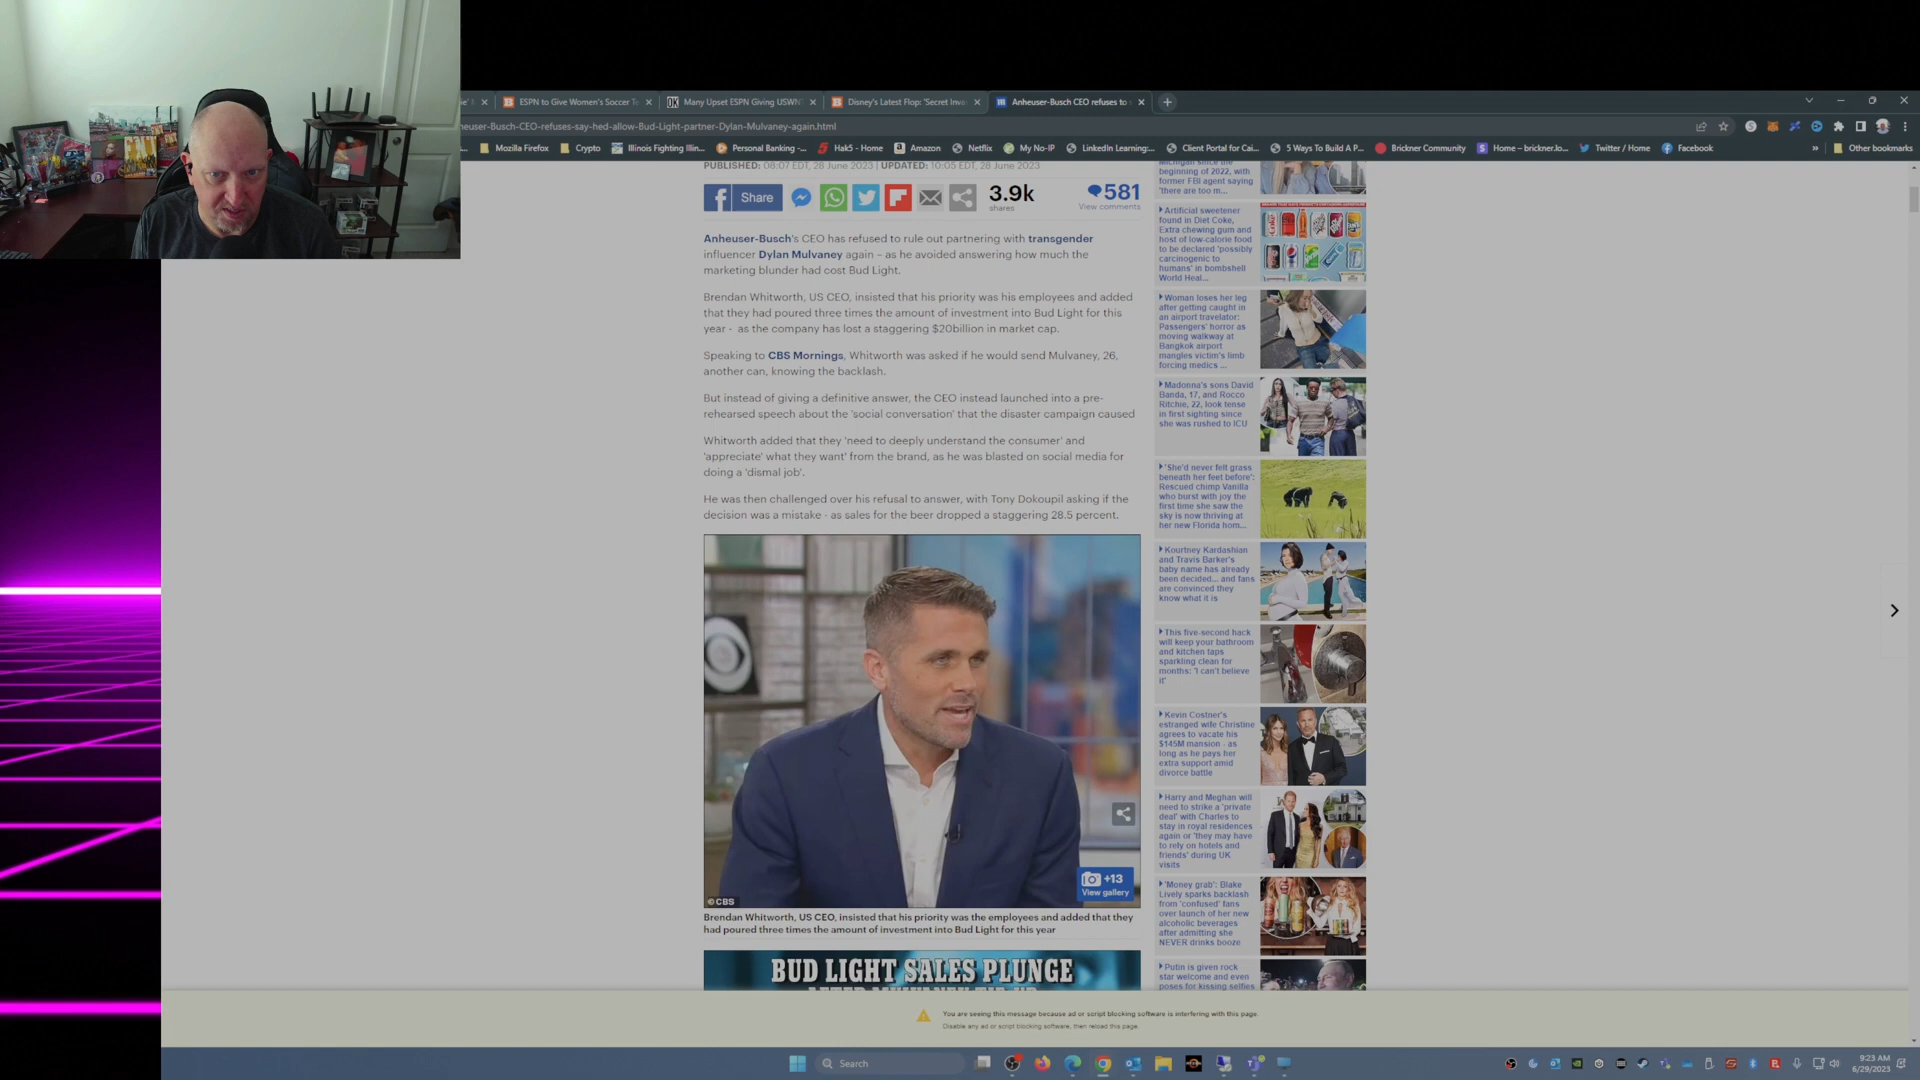 ESPN to Give Women's Soccer Te
Many Upset ESPN Giving USWN
Disney's Latest Flop: 'Secret Inva
Anheuser-Busch CEO refuses to
heuser-Busch-CEO-refuses-say-hed-allow-Bud-Light-partner-Dylan-Mulvaney-again.html
Mozilla Firefox
Crypto
Illinois Fighting Illin...
Personal Banking -...
Hak5 - Home
Amazon
Netflix
My No-IP
LinkedIn Learning:...
Client Portal for Cai...
5 Ways To Build A P...
Brickner Community
Home – brickner.lo...
Twitter / Home
Facebook
»
Other bookmarks
PUBLISHED: 08:07 EDT, 28 June 2023 | UPDATED: 10:05 EDT, 28 June 2023
Share
3.9k
shares
581
View comments
Anheuser-Busch's CEO has refused to rule out partnering with transgender
influencer Dylan Mulvaney again – as he avoided answering how much the
marketing blunder had cost Bud Light.
Brendan Whitworth, US CEO, insisted that his priority was his employees and added
that they had poured three times the amount of investment into Bud Light for this
year - as the company has lost a staggering $20billion in market cap.
Speaking to CBS Mornings, Whitworth was asked if he would send Mulvaney, 26,
another can, knowing the backlash.
But instead of giving a definitive answer, the CEO instead launched into a pre-
rehearsed speech about the 'social conversation' that the disaster campaign caused
Whitworth added that they 'need to deeply understand the consumer' and
'appreciate' what they want' from the brand, as he was blasted on social media for
doing a 'dismal job'.
He was then challenged over his refusal to answer, with Tony Dokoupil asking if the
decision was a mistake - as sales for the beer dropped a staggering 28.5 percent.
+13
View gallery
©CBS
Brendan Whitworth, US CEO, insisted that his priority was the employees and added that they
had poured three times the amount of investment into Bud Light for this year
BUD LIGHT SALES PLUNGE
Michigan since the
beginning of 2022, with
former FBI agent saying
'there are too m...
Artificial sweetener
found in Diet Coke,
Extra chewing gum and
host of low-calorie food
to be declared 'possibly
carcinogenic to
humans' in bombshell
World Heal...
Woman loses her leg
after getting caught in
an airport travelator:
Passengers' horror as
moving walkway at
Bangkok airport
mangles victim's limb
forcing medics ...
Madonna's sons David
Banda, 17, and Rocco
Ritchie, 22, look tense
in first sighting since
she was rushed to ICU
'She'd never felt grass
beneath her feet before':
Rescued chimp Vanilla
who burst with joy the
first time she saw the
sky is now thriving at
her new Florida hom...
Kourtney Kardashian
and Travis Barker's
baby name has already
been decided... and fans
are convinced they
know what it is
This five-second hack
will keep your bathroom
and kitchen taps
sparkling clean for
months: 'I can't believe
it'
Kevin Costner's
estranged wife Christine
agrees to vacate his
$145M mansion - as
long as he pays her
extra support amid
divorce battle
Harry and Meghan will
need to strike a 'private
deal' with Charles to
stay in royal residences
again or 'they may have
to rely on hotels and
friends' during UK
visits
'Money grab': Blake
Lively sparks backlash
from 'confused' fans
over launch of her new
alcoholic beverages
after admitting she
NEVER drinks booze
Putin is given rock
star welcome and even
poses for kissing selfies
You are seeing this message because ad or script blocking software is interfering with this page.
Disable any ad or script blocking software, then reload this page.
Search
9:23 AM
6/29/2023